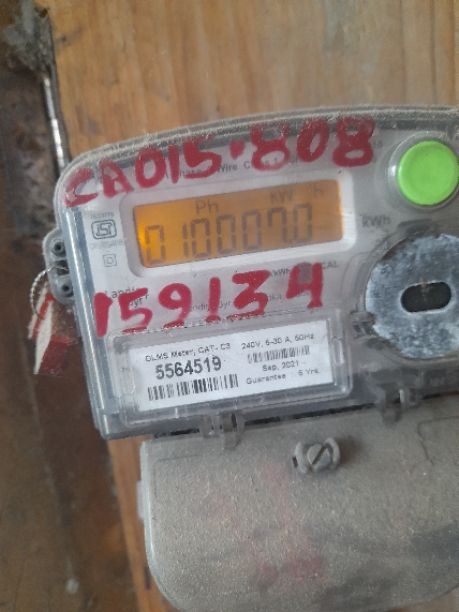 CA015.808
Ph kW h
010007.0
kWh
159134
DLMS Meter, CAT- C3 240V, 5-30 A, 50Hz
5564519
Sep, 2021
Guarantee : 5 Yrs.